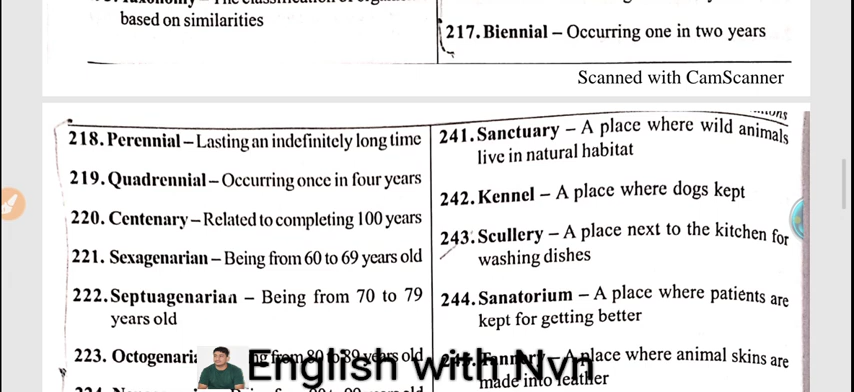 based on similarities
217. Biennial – Occurring one in two years
Scanned with CamScanner
218. Perennial – Lasting an indefinitely long time
219. Quadrennial – Occurring once in four years
220. Centenary – Related to completing 100 years
221. Sexagenarian – Being from 60 to 69 years old
222. Septuagenarian – Being from 70 to 79
years old
223. Octogenari ng from 80 to 89 years old
241. Sanctuary – A place where wild animals
live in natural habitat
242. Kennel – A place where dogs kept
243. Scullery – A place next to the kitchen for
washing dishes
244. Sanatorium – A place where patients are
kept for getting better
Tannery – A place where animal skins are
made into leather
English with Nvn